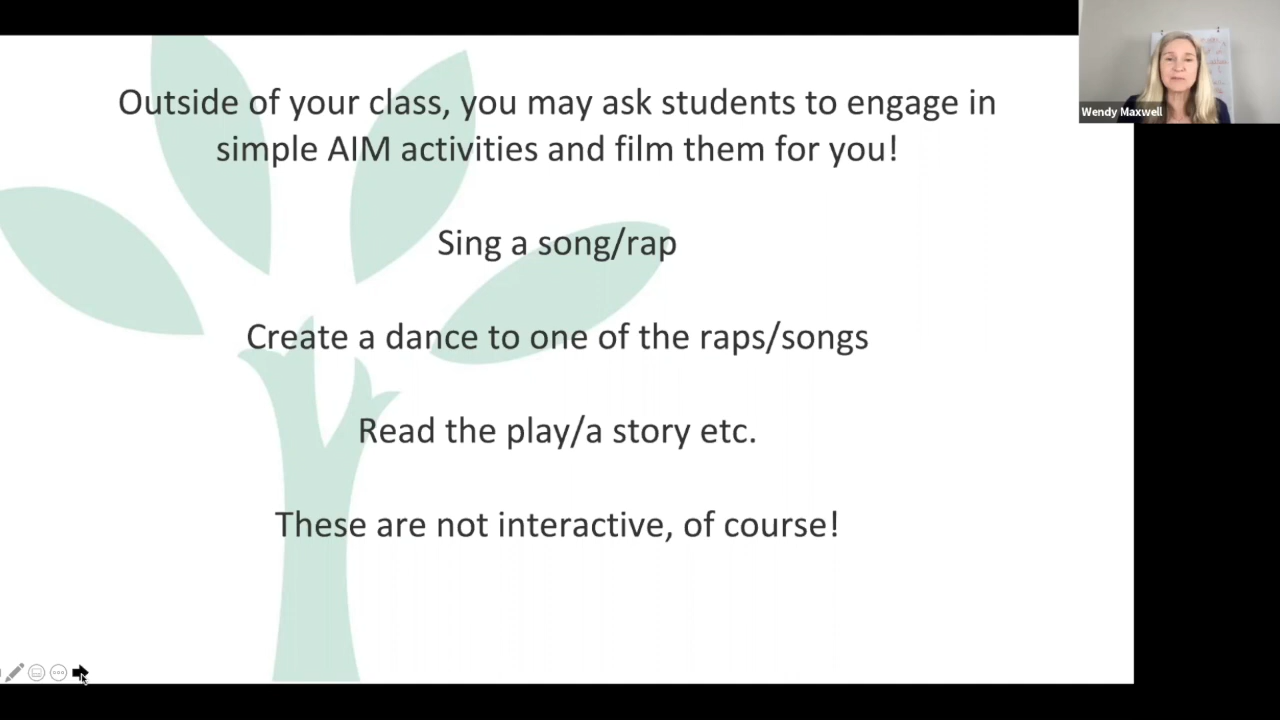 Outside of your class, you may ask students to engage in
simple AIM activities and film them for you!
Sing a song/rap
Create a dance to one of the raps/songs
Read the play/a story etc.
These are not interactive, of course!
Wendy Maxwell